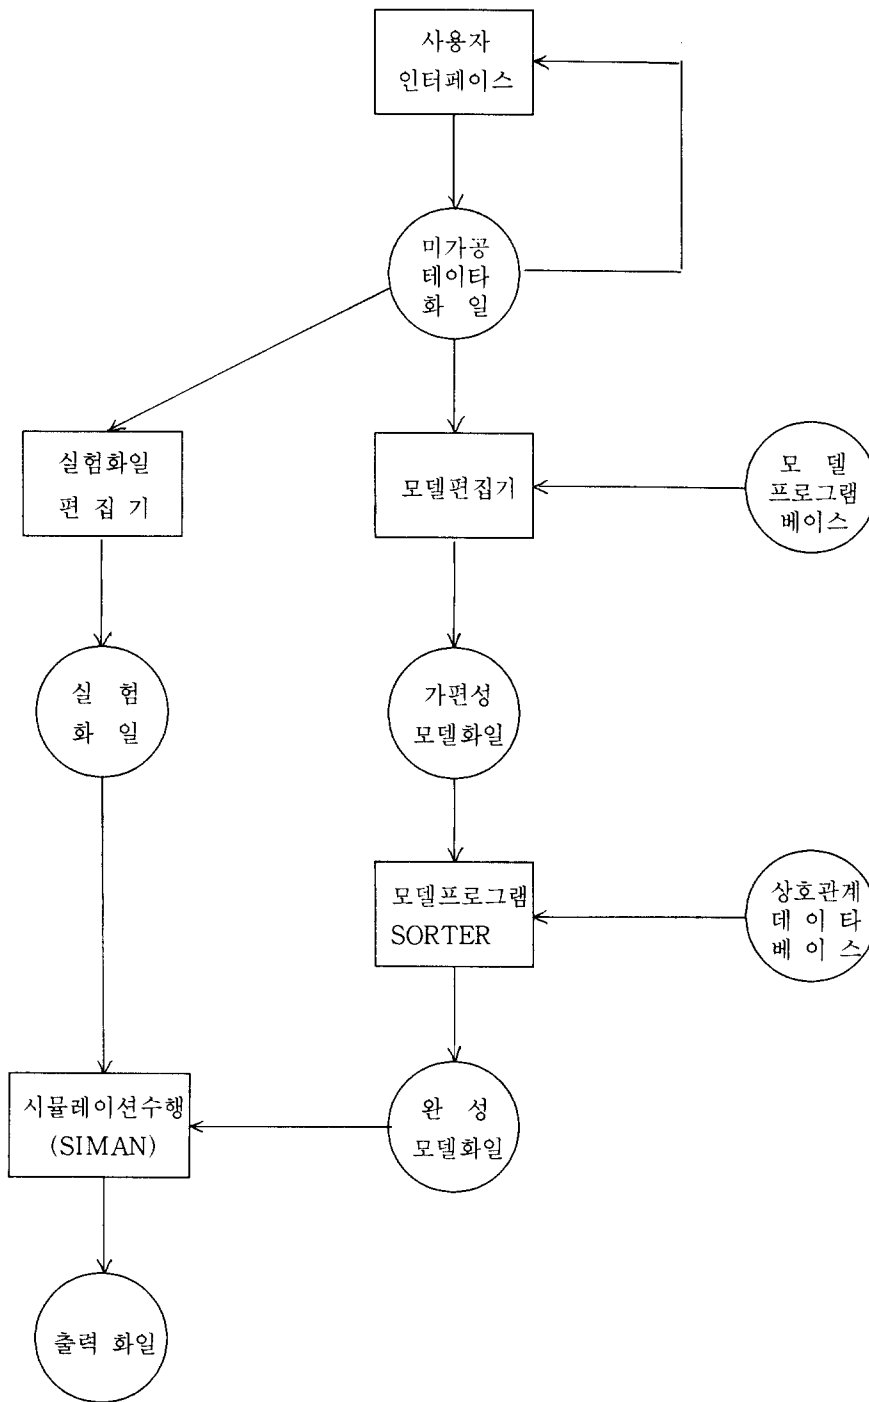 사용자
인터페이스
미가공
테이타
화 일
실험화일
편 집 기
모델편집기
모 델
프로그램
베이스
실 험
화 일
가편성
모델화일
모델프로그램
SORTER
상호관계
데 이 타
베 이 스
시뮬레이션수행
(SIMAN)
완 성
모델화일
출력 화일